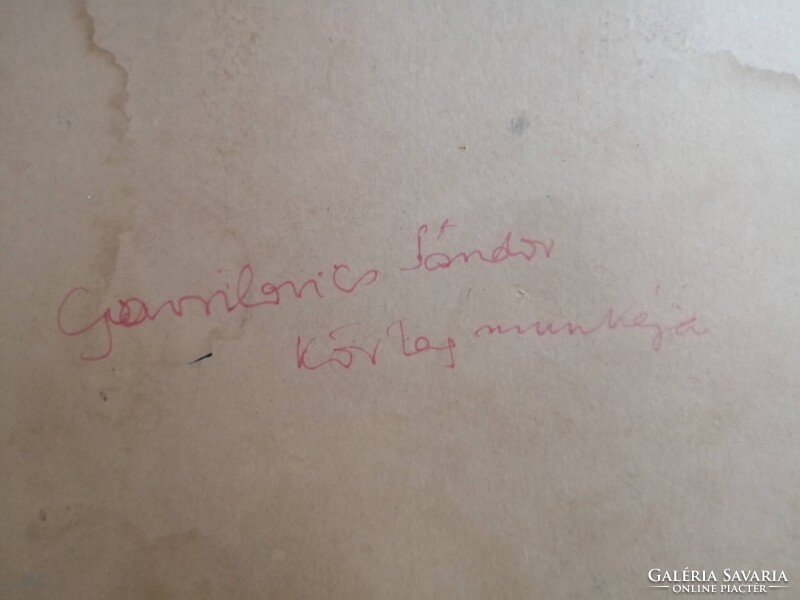 Gavrilovics Sándor
körtag munkája
GALÉRIA SAVARIA
ONLINE PIACTÉR